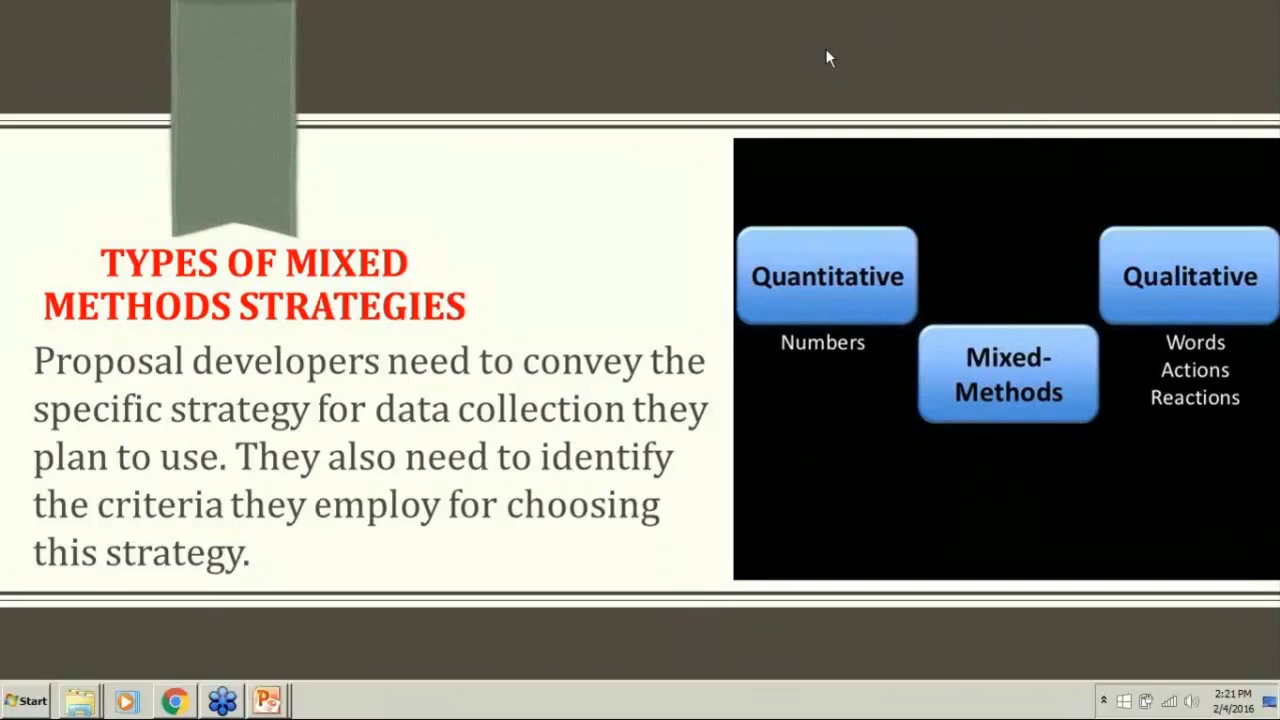 TYPES OF MIXED
METHODS STRATEGIES
Proposal developers need to convey the
specific strategy for data collection they
plan to use. They also need to identify
the criteria they employ for choosing
this strategy.
Quantitative
Numbers
Mixed-
Methods
Qualitative
Words
Actions
Reactions
Start
2:21 PM
2/4/2016